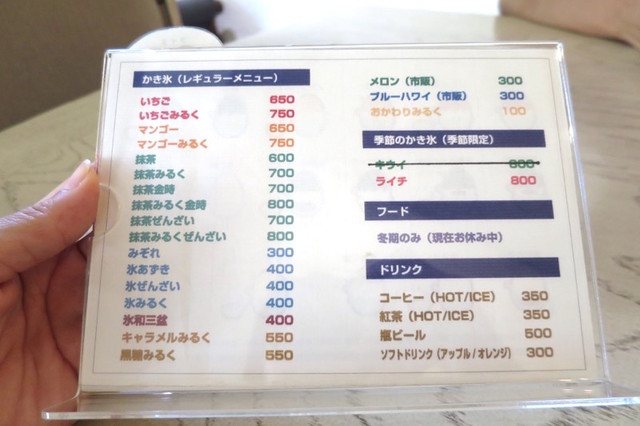 かき氷（レギュラーメニュー）
いちご 650
いちごみるく 750
マンゴー 650
マンゴーみるく 750
抹茶 600
抹茶みるく 700
抹茶金時 700
抹茶みるく金時 800
抹茶ぜんざい 700
抹茶みるくぜんざい 800
みぞれ 300
氷あずき 400
氷ぜんざい 400
氷みるく 400
氷和三盆 400
キャラメルみるく 550
黒糖みるく 550
メロン（市販） 300
ブルーハワイ（市販） 300
おかわりみるく 100
季節のかき氷（季節限定）
キウイ 800
ライチ 800
フード
冬期のみ（現在お休み中）
ドリンク
コーヒー（HOT/ICE） 350
紅茶（HOT/ICE） 350
瓶ビール 500
ソフトドリンク（アップル/オレンジ） 300